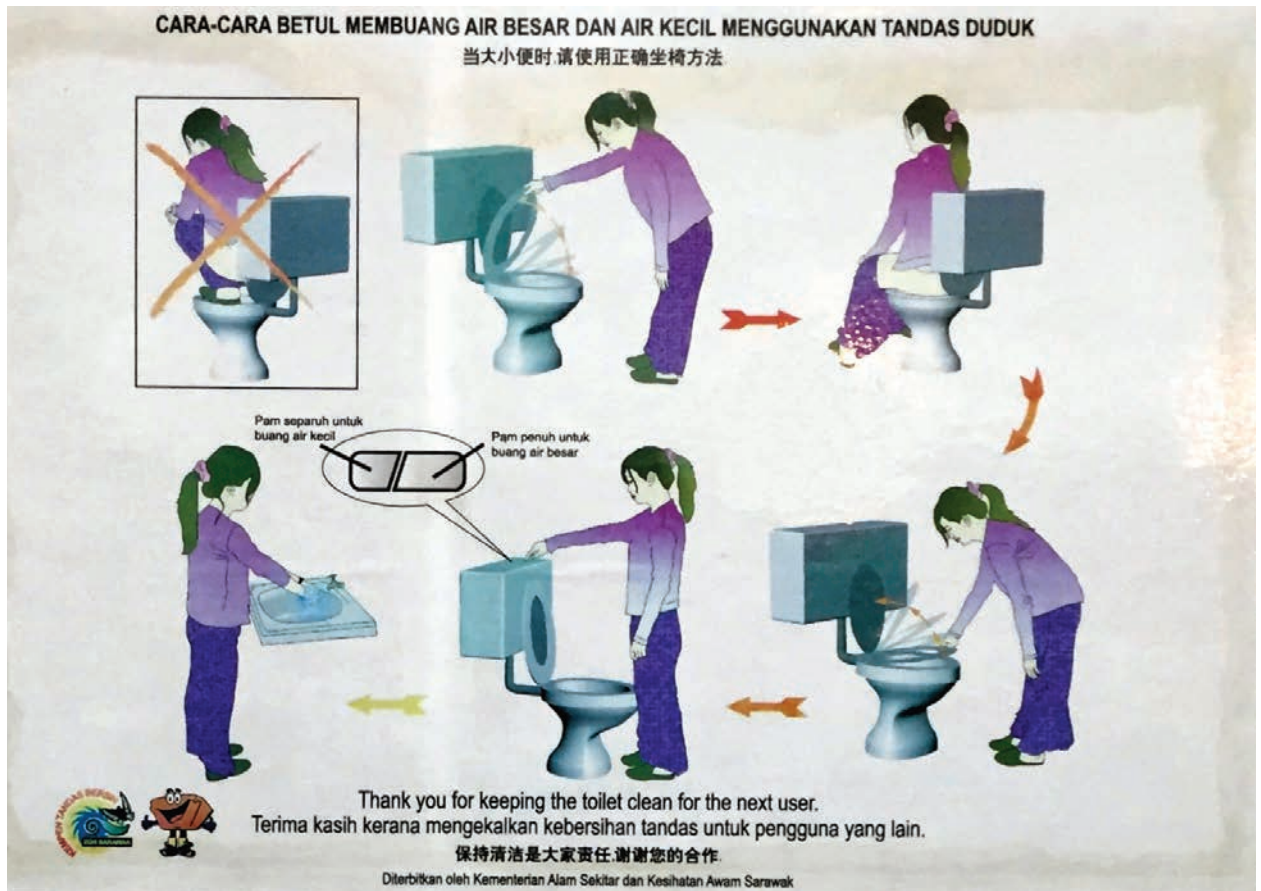 CARA-CARA BETUL MEMBUANG AIR BESAR DAN AIR KECIL MENGGUNAKAN TANDAS DUDUK
当大小便时,请使用正确坐椅方法.
Pam separuh untuk
buang air kecil
Pam penuh untuk
buang air besar
KEMPEN TANDAS BERSIH
SARAWAK
Thank you for keeping the toilet clean for the next user.
Terima kasih kerana mengekalkan kebersihan tandas untuk pengguna yang lain.
保持清洁是大家责任,谢谢您的合作.
Diterbitkan oleh Kementerian Alam Sekitar dan Kesihatan Awam Sarawak